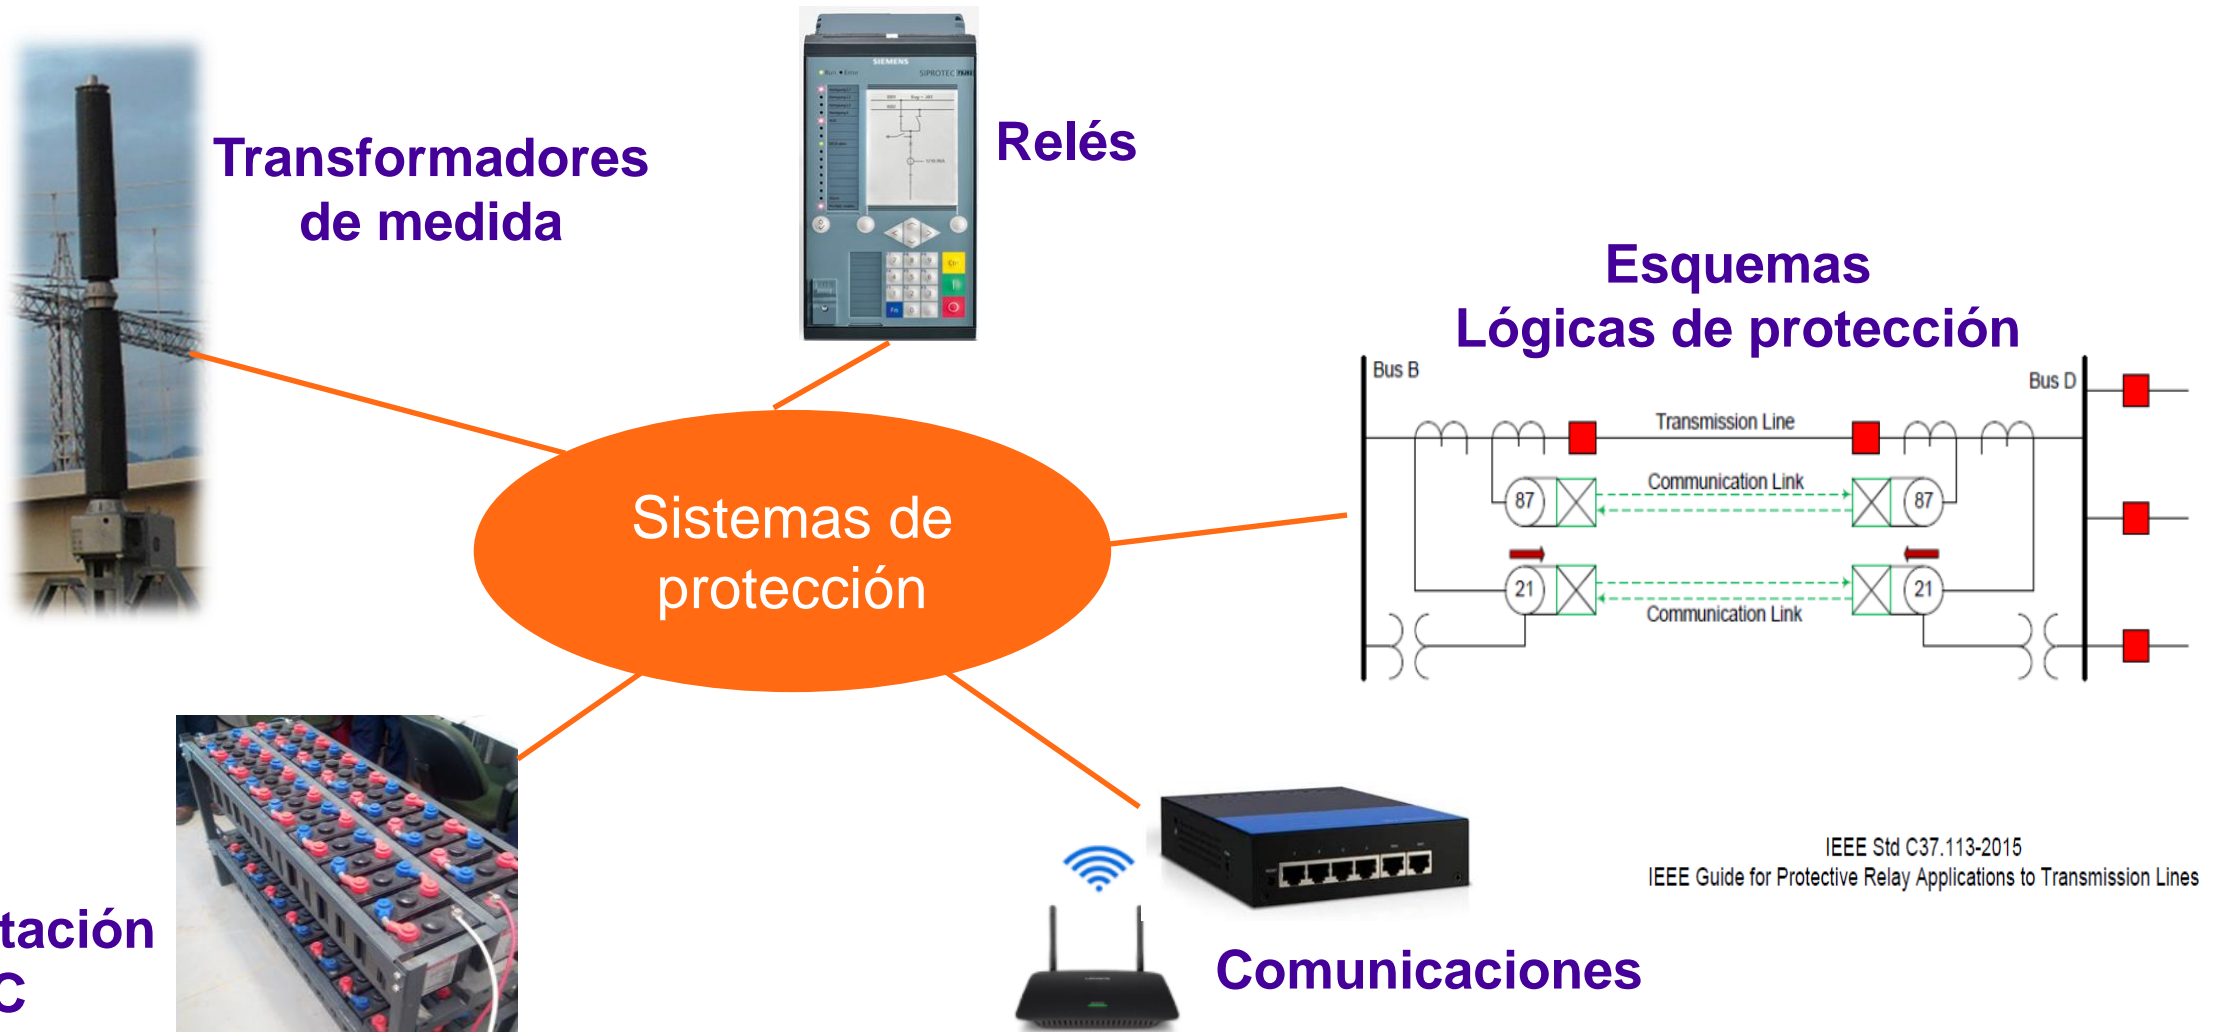 SIEMENS
SIPROTEC
Transformadores
de medida
Relés
Esquemas
Lógicas de protección
Bus B
Bus D
Transmission Line
Communication Link
87
87
21
21
Communication Link
Sistemas de
protección
IEEE Std C37.113-2015
IEEE Guide for Protective Relay Applications to Transmission Lines
tación
C
Comunicaciones